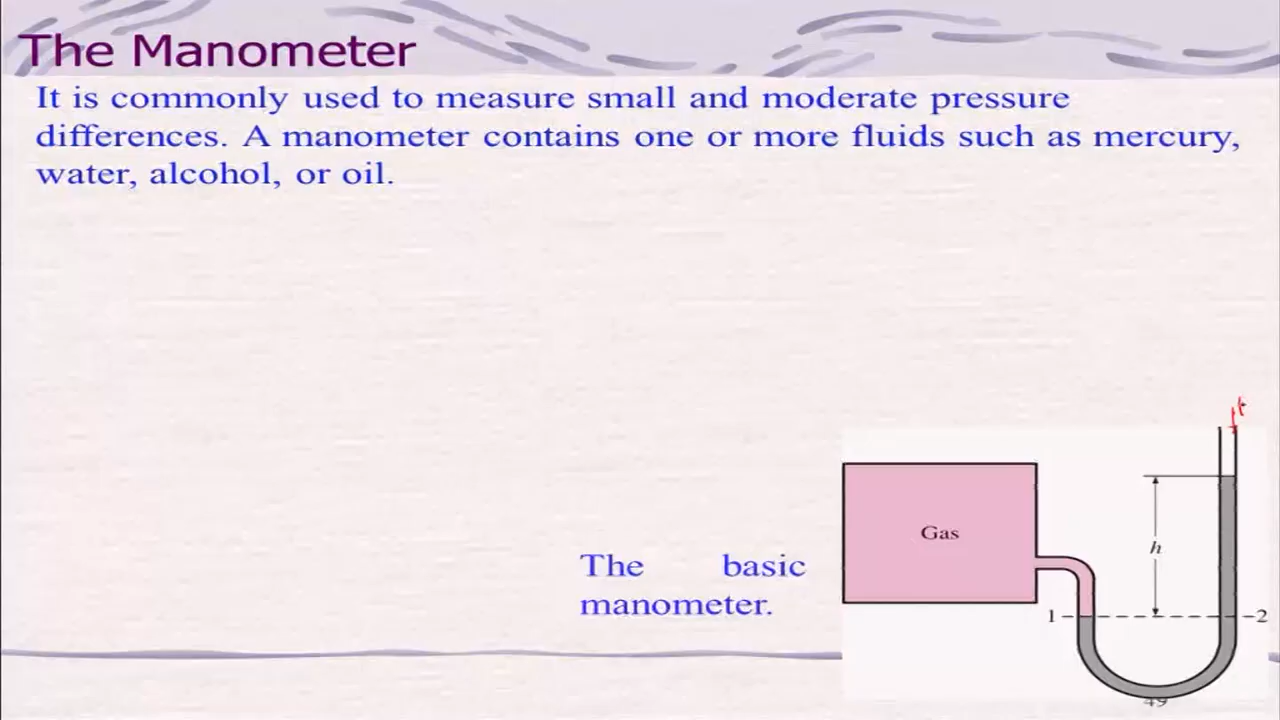 The Manometer
It is commonly used to measure small and moderate pressure
differences. A manometer contains one or more fluids such as mercury,
water, alcohol, or oil.
Gas
h
The basic
manometer.
1
2
49